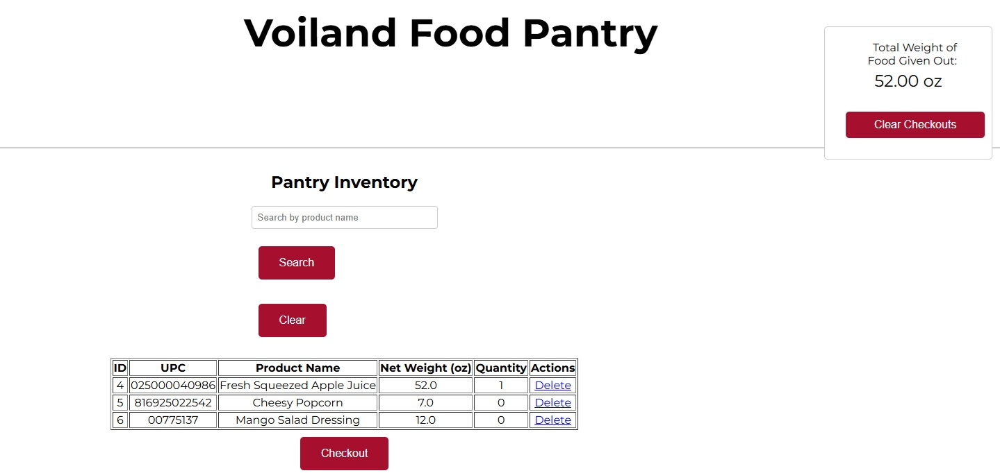 Voiland Food Pantry
Total Weight of
Food Given Out:
52.00 oz
Clear Checkouts
Pantry Inventory
Search by product name
Search
Clear
ID UPC Product Name Net Weight (oz) Quantity Actions
4 025000040986 Fresh Squeezed Apple Juice 52.0 1 Delete
5 816925022542 Cheesy Popcorn 7.0 0 Delete
6 00775137 Mango Salad Dressing 12.0 0 Delete
Checkout